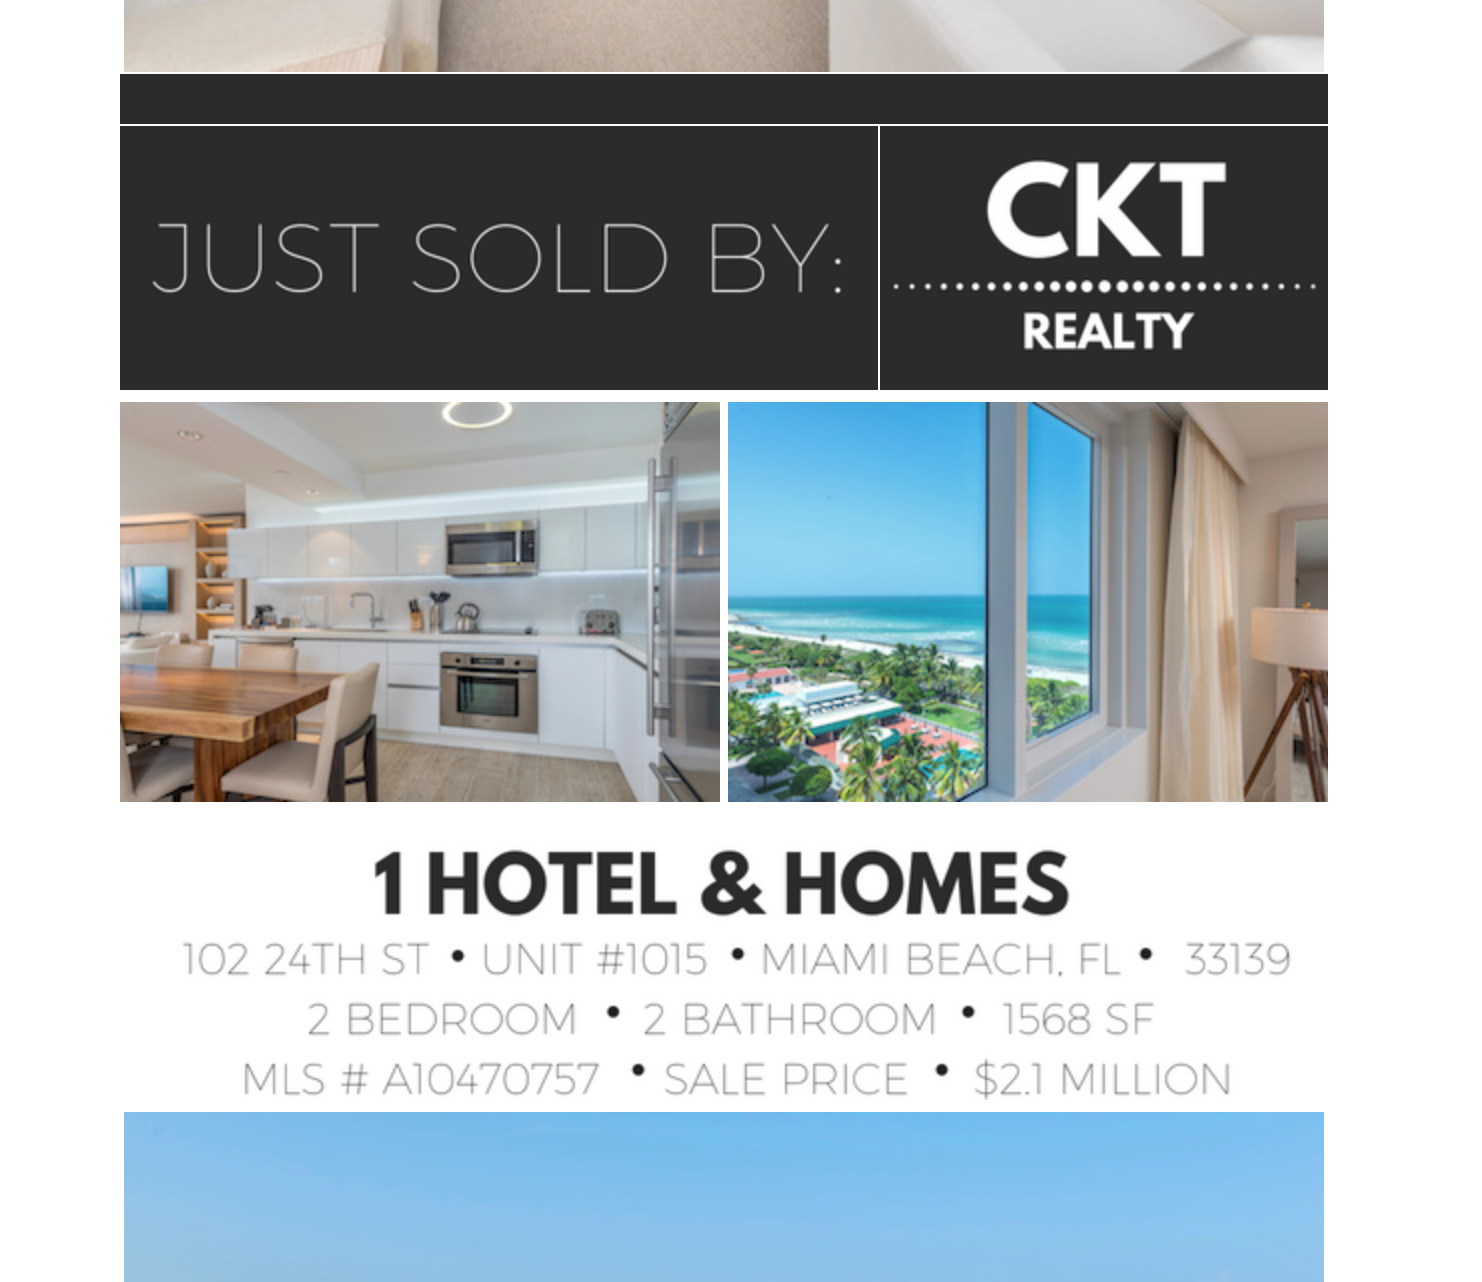 JUST SOLD BY:
CKT
REALTY
1 HOTEL & HOMES
102 24TH ST • UNIT #1015 • MIAMI BEACH, FL • 33139
2 BEDROOM • 2 BATHROOM • 1568 SF
MLS # A10470757 • SALE PRICE • $2.1 MILLION